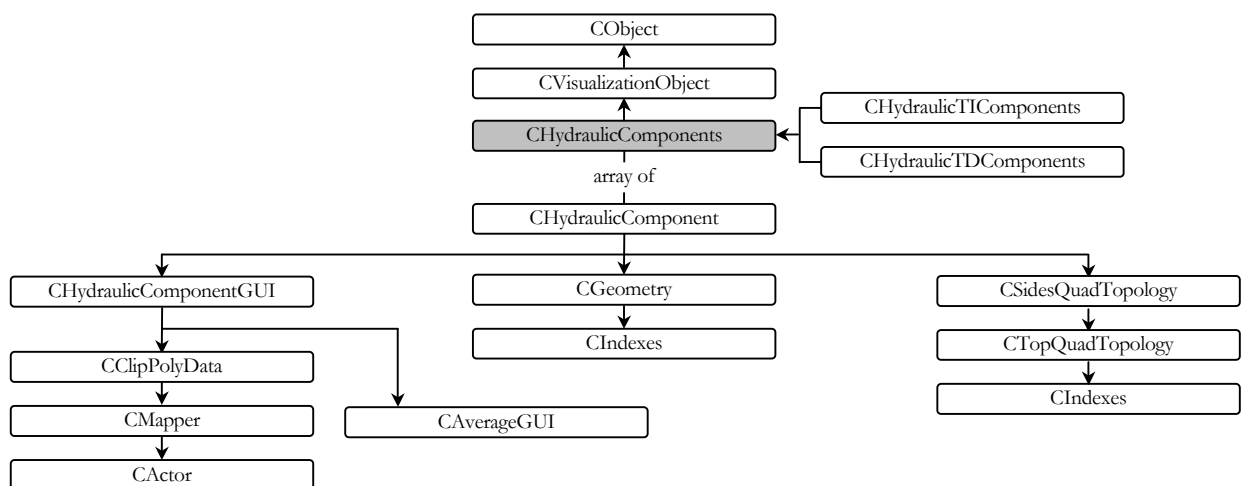 CObject
CVisualizationObject
CHydraulicTIComponents
CHydraulicComponents
CHydraulicTDComponents
array of
CHydraulicComponent
CHydraulicComponentGUI
CGeometry
CSidesQuadTopology
CIndexes
CTopQuadTopology
CClipPolyData
CIndexes
CMapper
CAverageGUI
CActor